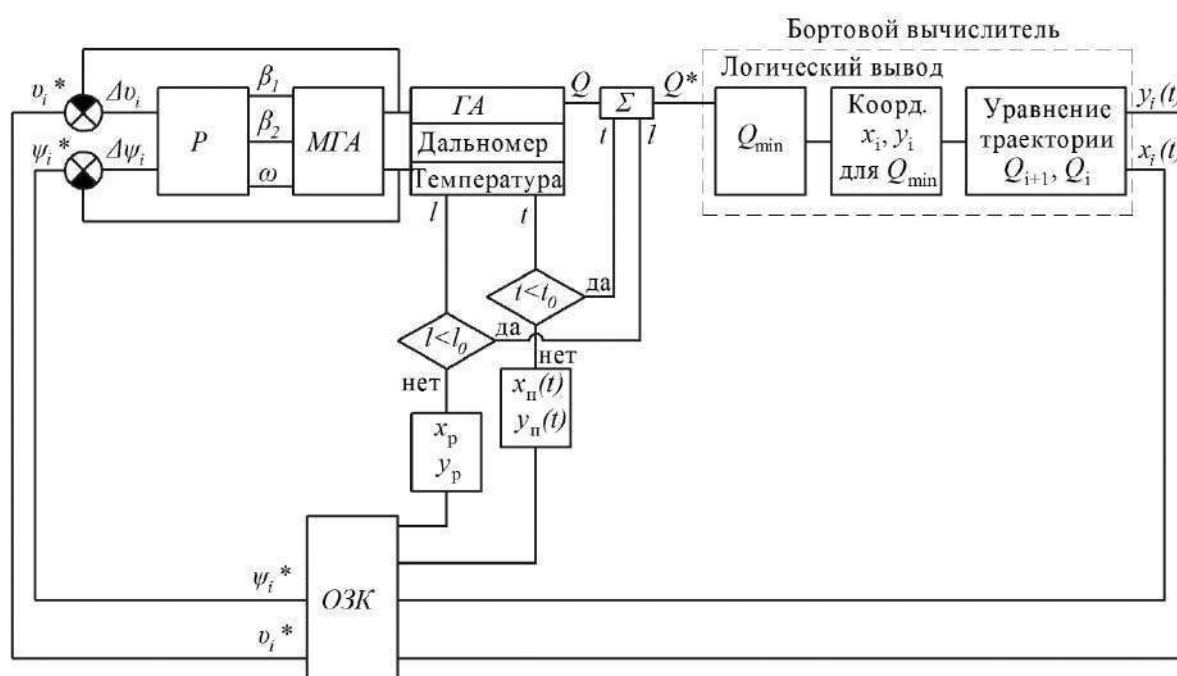 Бортовой вычислитель
Логический вывод
υᵢ*
Δυᵢ
β₁
β₂
ω
ψᵢ*
Δψᵢ
Р
МГА
ГА
Дальномер
Температура
Q
Σ
Q*
t
l
Qmin
Коорд.
xᵢ, yᵢ
для Qmin
Уравнение
траектории
Qᵢ₊₁, Qᵢ
yᵢ(t)
xᵢ(t)
l
t
t<t₀
да
l<l₀
да
нет
нет
xп(t)
yп(t)
xр
yр
ОЗК
ψᵢ*
υᵢ*